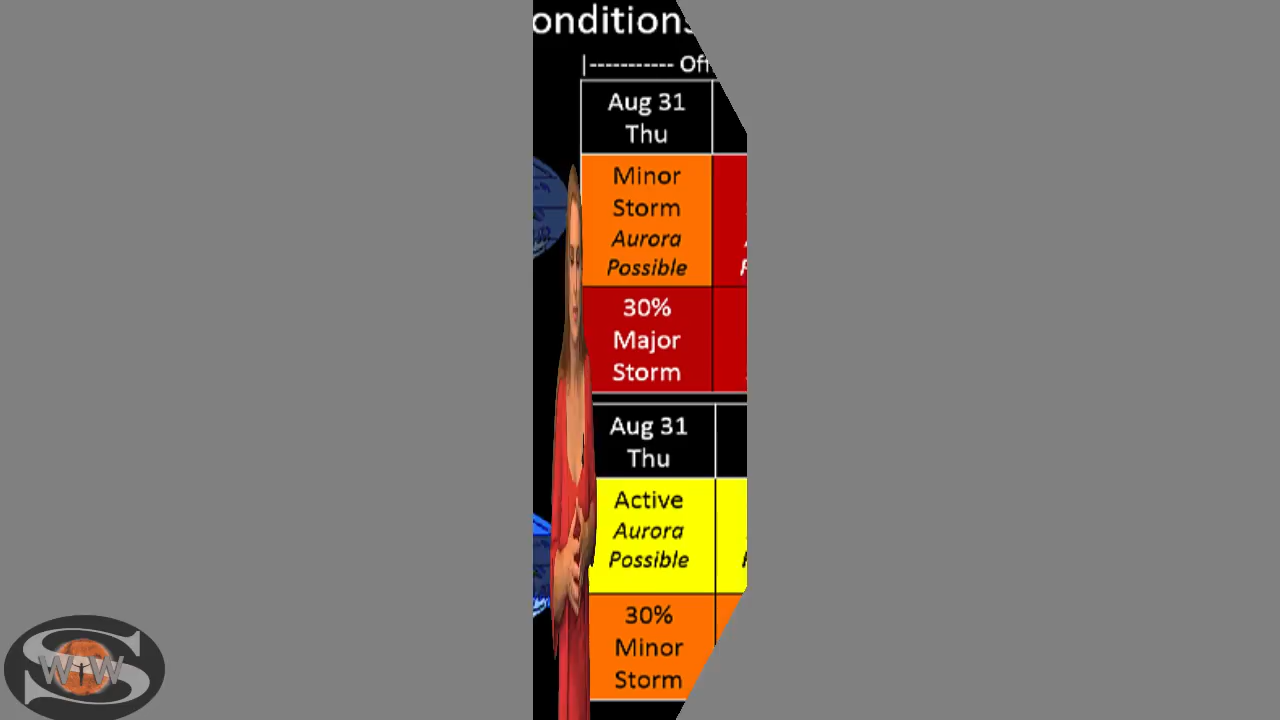 onditions
|----------- Off
Aug 31
Thu
Minor
Storm
Aurora
Possible
30%
Major
Storm
Aug 31
Thu
Active
Aurora
Possible
30%
Minor
Storm
S
WTW